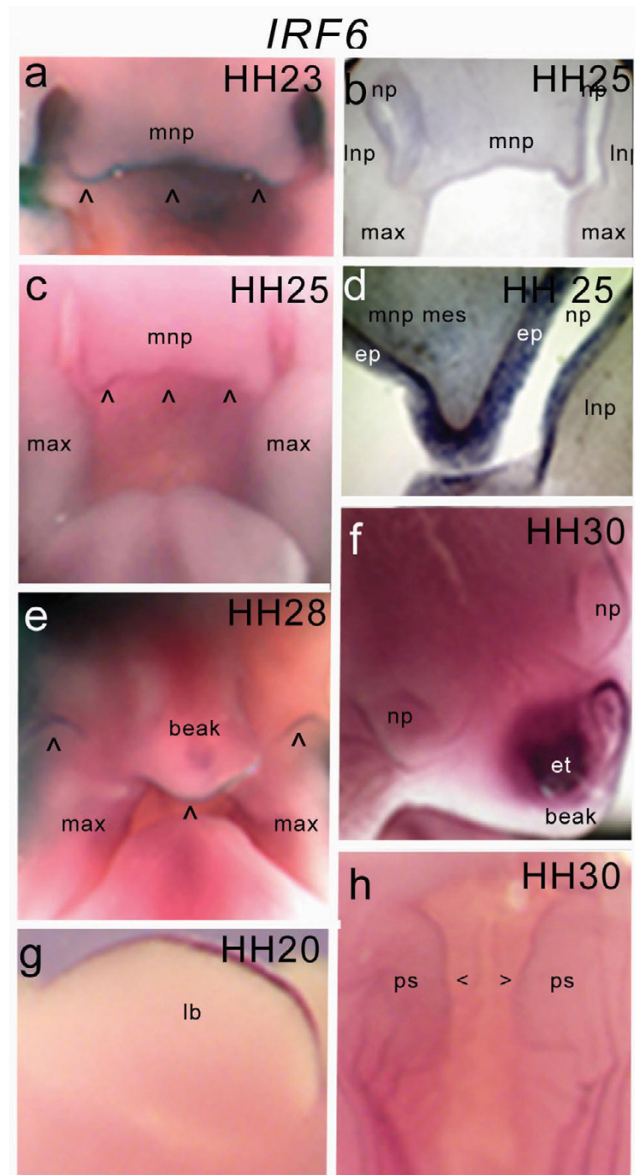 IRF6
a HH23
mnp
^ ^ ^
b HH25
np np
lnp mnp lnp
max max
c HH25
mnp
^ ^ ^
max max
d HH 25
mnp mes np
ep ep
lnp
e HH28
beak
^ ^
max ^ max
f HH30
np
np
et
beak
g HH20
lb
h HH30
ps < > ps